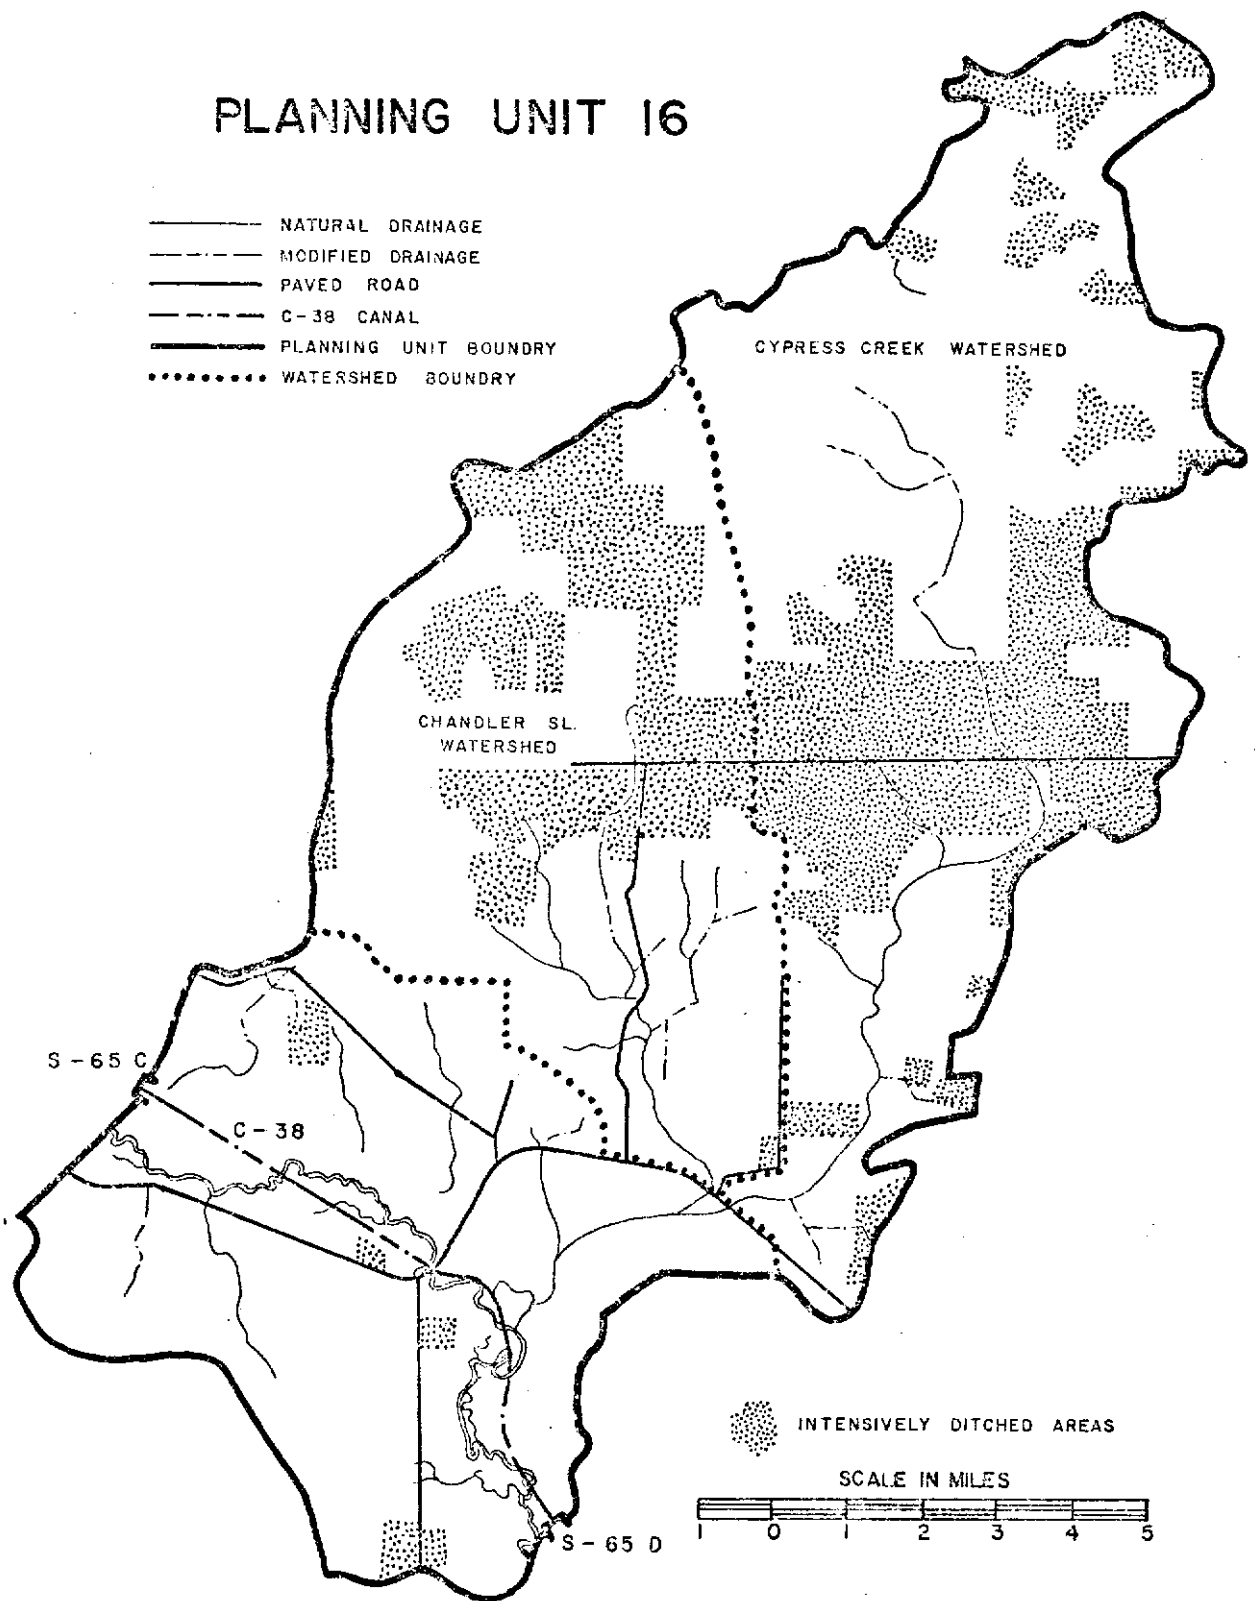 PLANNING UNIT 16
NATURAL DRAINAGE
MODIFIED DRAINAGE
PAVED ROAD
C-38 CANAL
PLANNING UNIT BOUNDRY
WATERSHED BOUNDRY
CYPRESS CREEK WATERSHED
CHANDLER SL.
WATERSHED
S-65 C
C-38
INTENSIVELY DITCHED AREAS
SCALE IN MILES
1 0 1 2 3 4 5
S-65 D